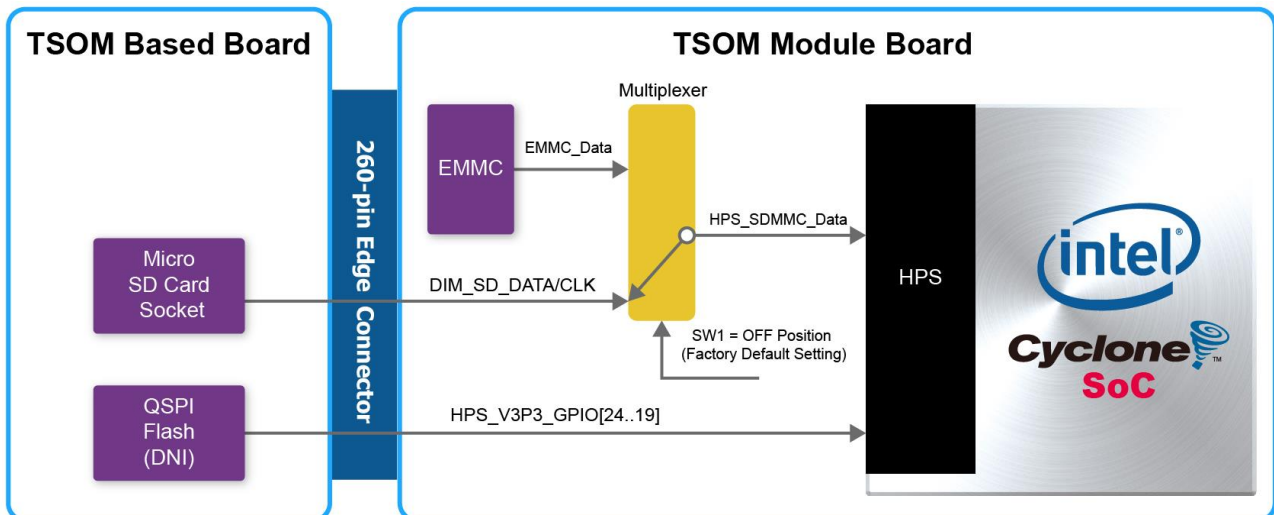 TSOM Based Board
TSOM Module Board
Multiplexer
EMMC
EMMC_Data
260-pin Edge Connector
HPS_SDMMC_Data
Micro
SD Card
Socket
DIM_SD_DATA/CLK
HPS
intel®
SW1 = OFF Position
(Factory Default Setting)
Cyclone™
SoC
QSPI
Flash
(DNI)
HPS_V3P3_GPIO[24..19]